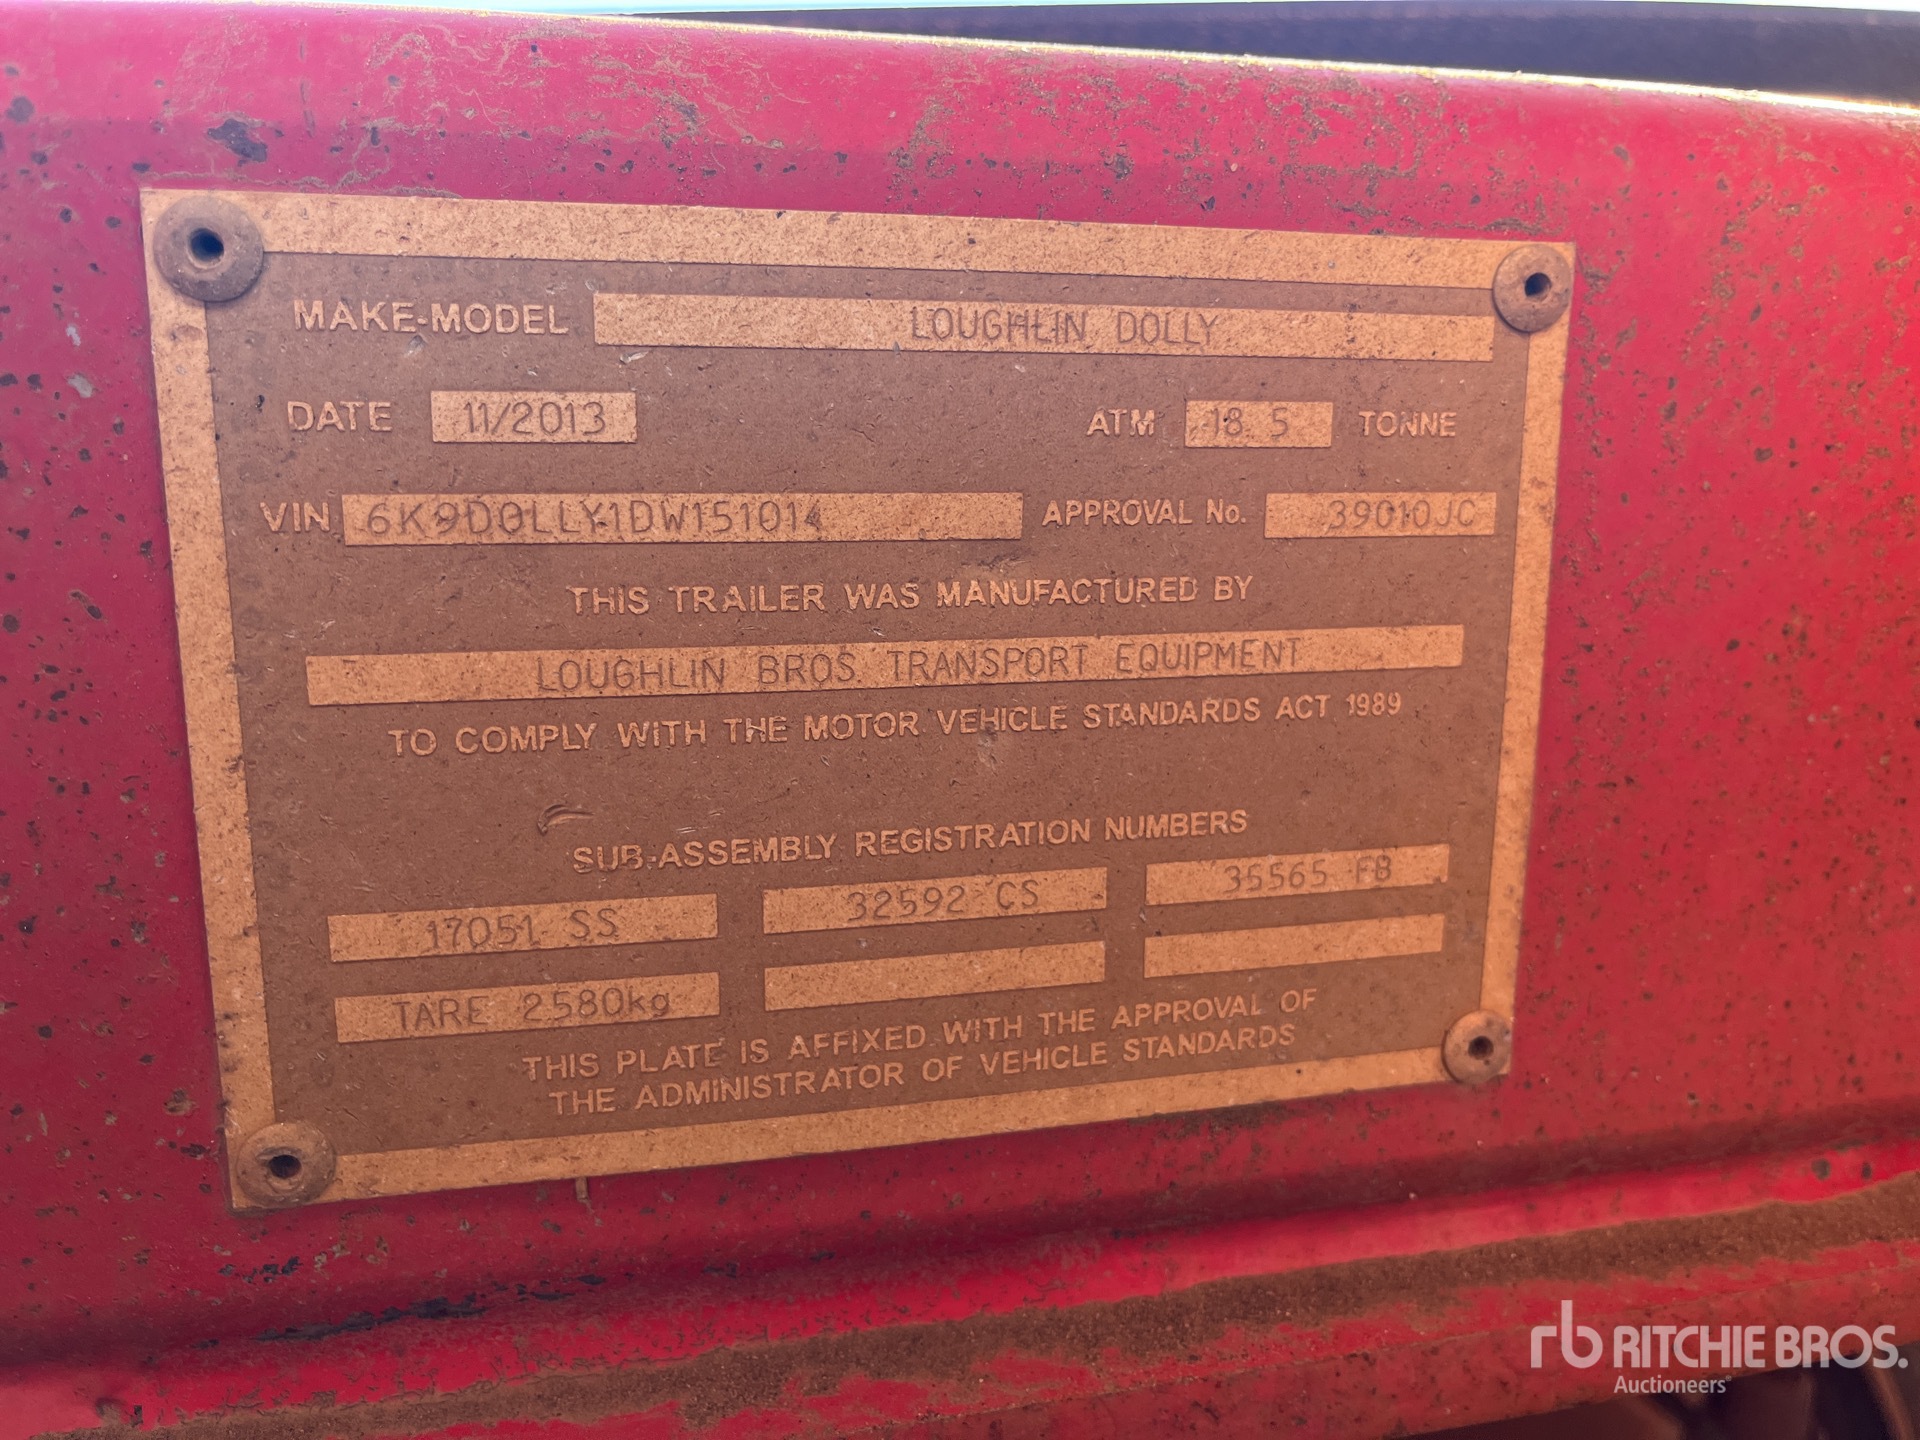 MAKE-MODEL LOUGHLIN DOLLY
DATE 11/2013 ATM 18.5 TONNE
VIN 6K9DOLLY1DW151014 APPROVAL No. 39010JC
THIS TRAILER WAS MANUFACTURED BY
LOUGHLIN BROS. TRANSPORT EQUIPMENT
TO COMPLY WITH THE MOTOR VEHICLE STANDARDS ACT 1989
SUB-ASSEMBLY REGISTRATION NUMBERS
17051 SS 32592 CS 35565 FB
TARE 2580kg
THIS PLATE IS AFFIXED WITH THE APPROVAL OF
THE ADMINISTRATOR OF VEHICLE STANDARDS
rb RITCHIE BROS.
Auctioneers